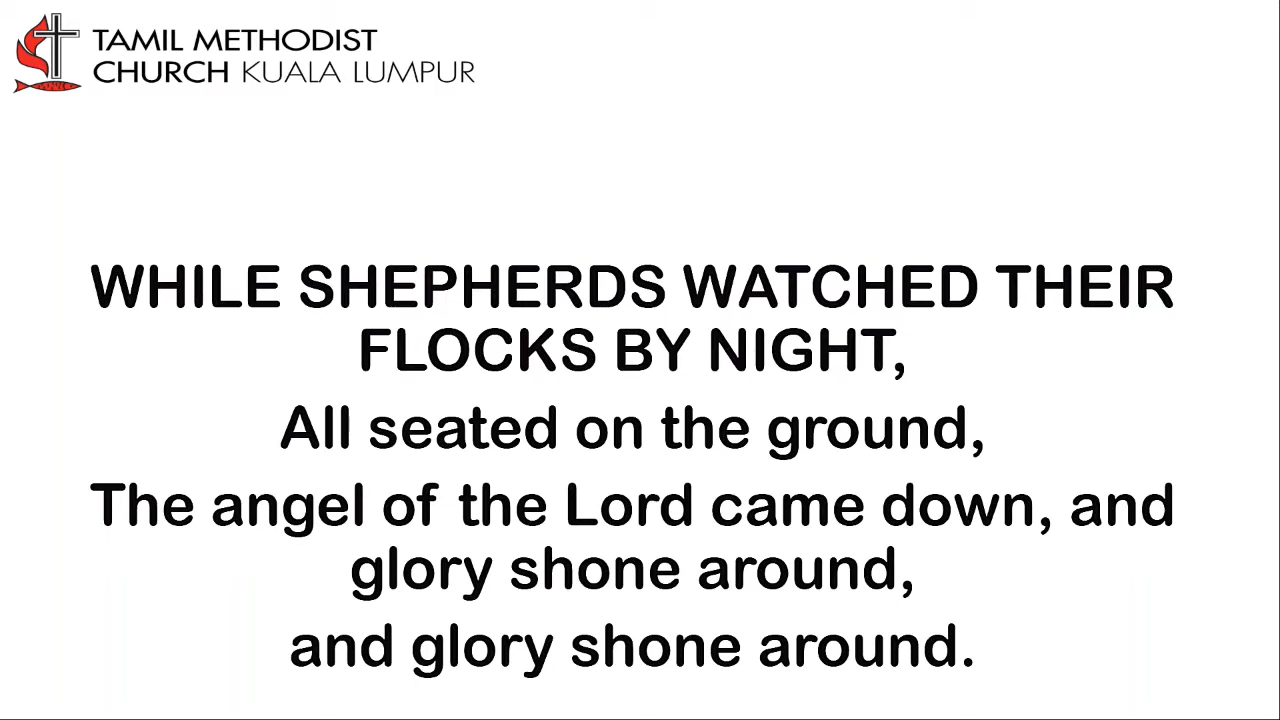 TAMIL METHODIST
CHURCH KUALA LUMPUR
WHILE SHEPHERDS WATCHED THEIR
FLOCKS BY NIGHT,
All seated on the ground,
The angel of the Lord came down, and
glory shone around,
and glory shone around.